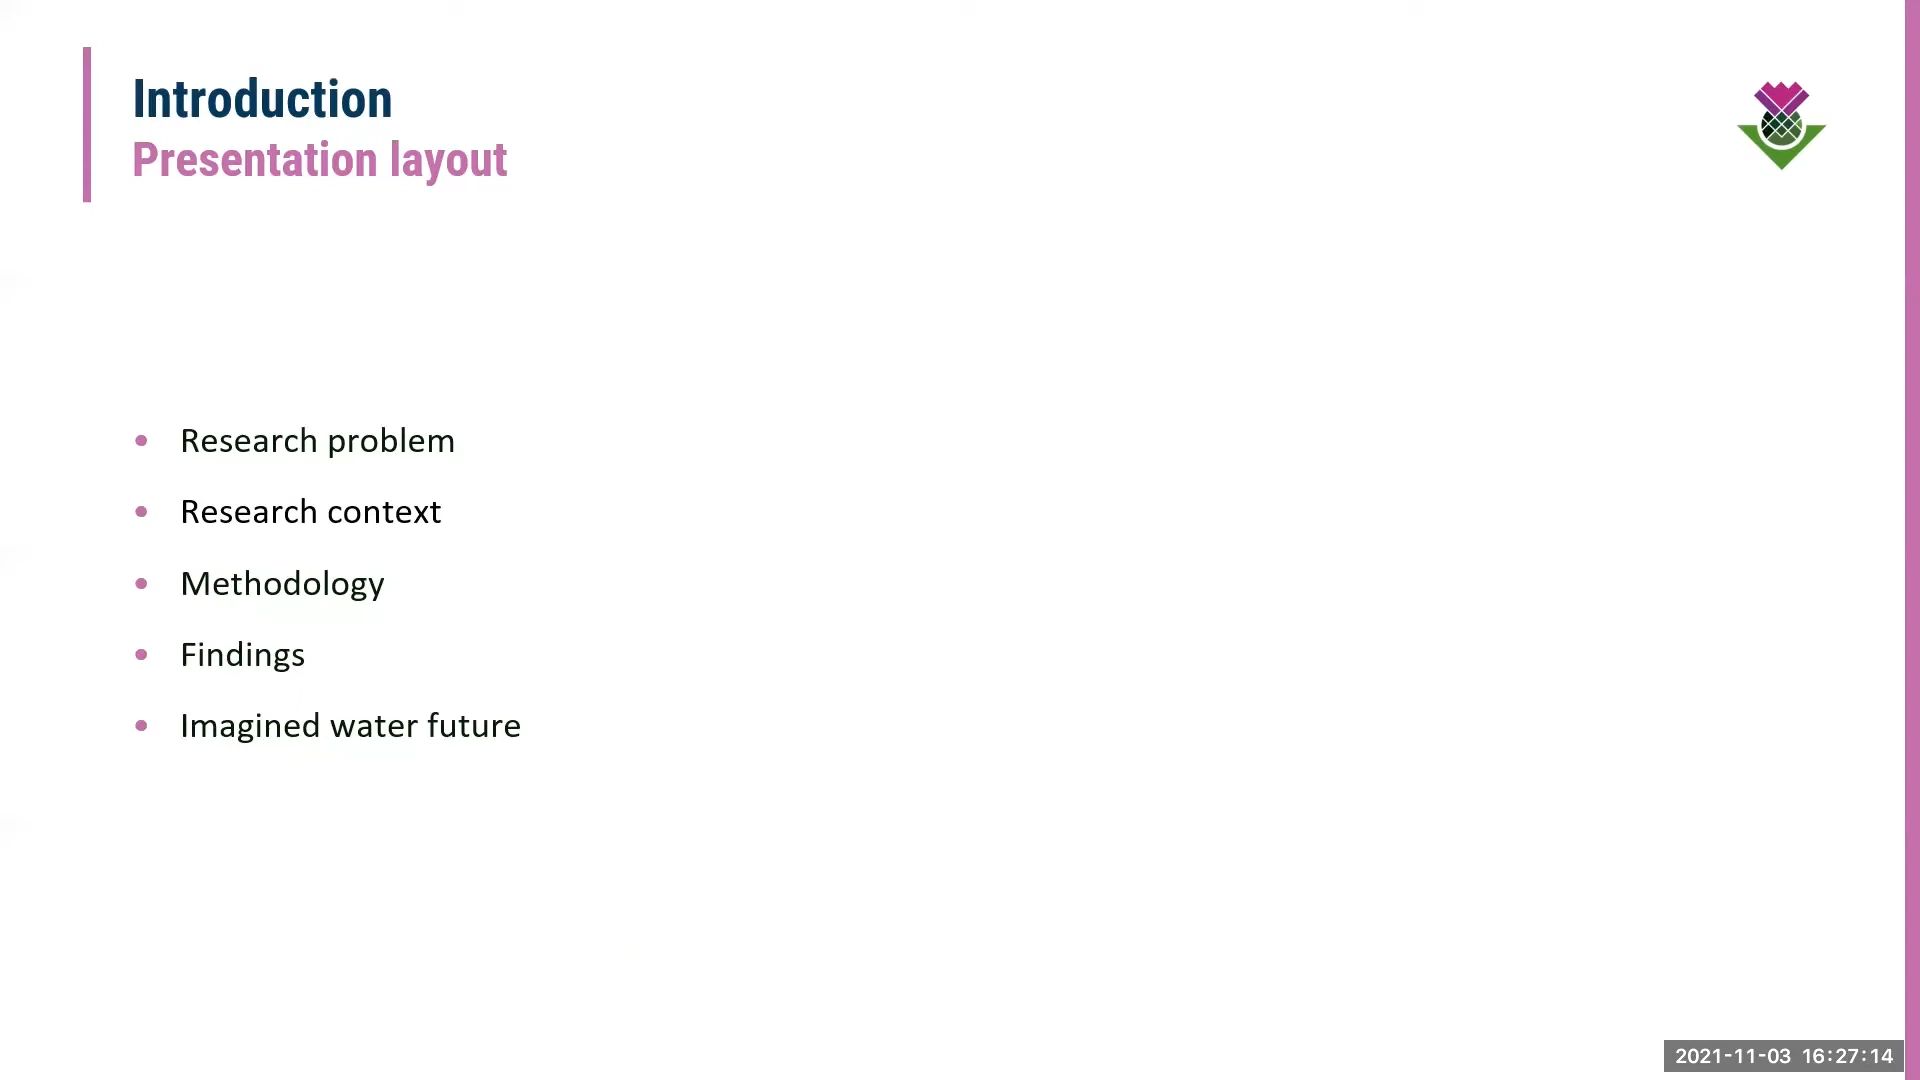 Introduction
Presentation layout
• Research problem
• Research context
• Methodology
• Findings
• Imagined water future
2021-11-03 16:27:14